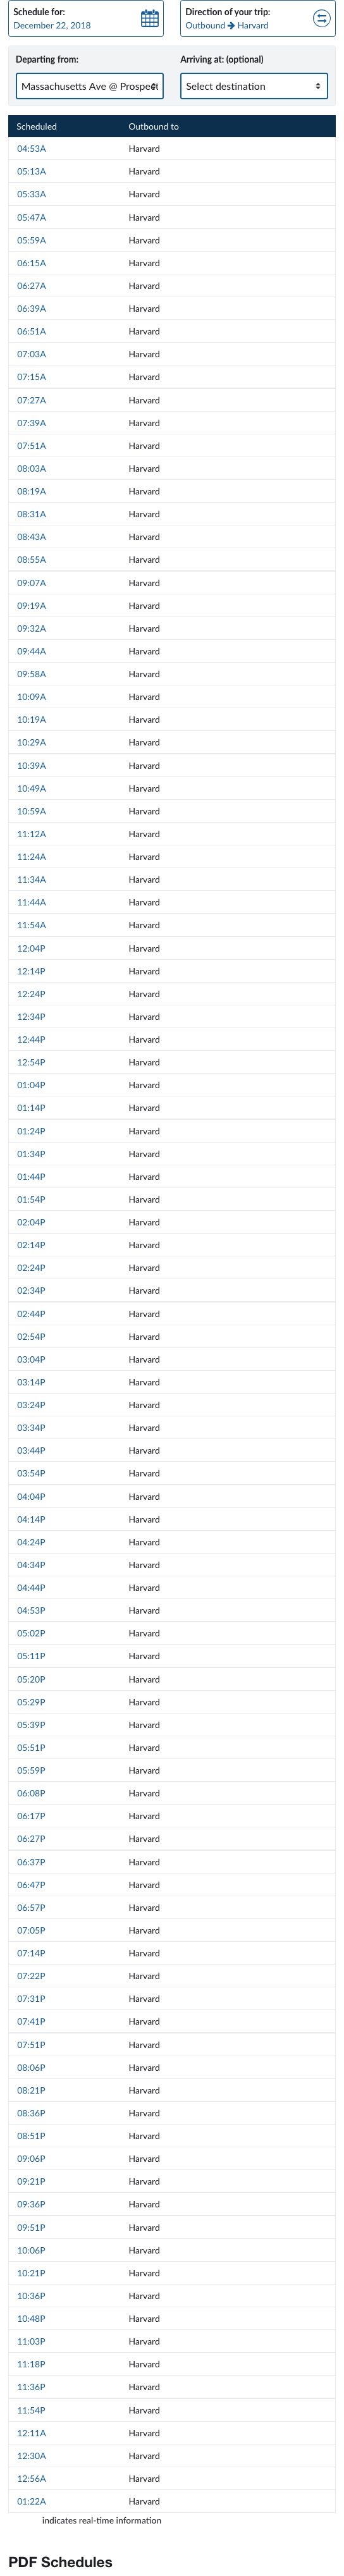 Schedule for: Direction of your trip:
December 22, 2018 Outbound → Harvard
Departing from: Arriving at: (optional)
Massachusetts Ave @ Prospect Select destination
Scheduled Outbound to
04:53A Harvard
05:13A Harvard
05:33A Harvard
05:47A Harvard
05:59A Harvard
06:15A Harvard
06:27A Harvard
06:39A Harvard
06:51A Harvard
07:03A Harvard
07:15A Harvard
07:27A Harvard
07:39A Harvard
07:51A Harvard
08:03A Harvard
08:19A Harvard
08:31A Harvard
08:43A Harvard
08:55A Harvard
09:07A Harvard
09:19A Harvard
09:32A Harvard
09:44A Harvard
09:58A Harvard
10:09A Harvard
10:19A Harvard
10:29A Harvard
10:39A Harvard
10:49A Harvard
10:59A Harvard
11:12A Harvard
11:24A Harvard
11:34A Harvard
11:44A Harvard
11:54A Harvard
12:04P Harvard
12:14P Harvard
12:24P Harvard
12:34P Harvard
12:44P Harvard
12:54P Harvard
01:04P Harvard
01:14P Harvard
01:24P Harvard
01:34P Harvard
01:44P Harvard
01:54P Harvard
02:04P Harvard
02:14P Harvard
02:24P Harvard
02:34P Harvard
02:44P Harvard
02:54P Harvard
03:04P Harvard
03:14P Harvard
03:24P Harvard
03:34P Harvard
03:44P Harvard
03:54P Harvard
04:04P Harvard
04:14P Harvard
04:24P Harvard
04:34P Harvard
04:44P Harvard
04:53P Harvard
05:02P Harvard
05:11P Harvard
05:20P Harvard
05:29P Harvard
05:39P Harvard
05:51P Harvard
05:59P Harvard
06:08P Harvard
06:17P Harvard
06:27P Harvard
06:37P Harvard
06:47P Harvard
06:57P Harvard
07:05P Harvard
07:14P Harvard
07:22P Harvard
07:31P Harvard
07:41P Harvard
07:51P Harvard
08:06P Harvard
08:21P Harvard
08:36P Harvard
08:51P Harvard
09:06P Harvard
09:21P Harvard
09:36P Harvard
09:51P Harvard
10:06P Harvard
10:21P Harvard
10:36P Harvard
10:48P Harvard
11:03P Harvard
11:18P Harvard
11:36P Harvard
11:54P Harvard
12:11A Harvard
12:30A Harvard
12:56A Harvard
01:22A Harvard
indicates real-time information
PDF Schedules